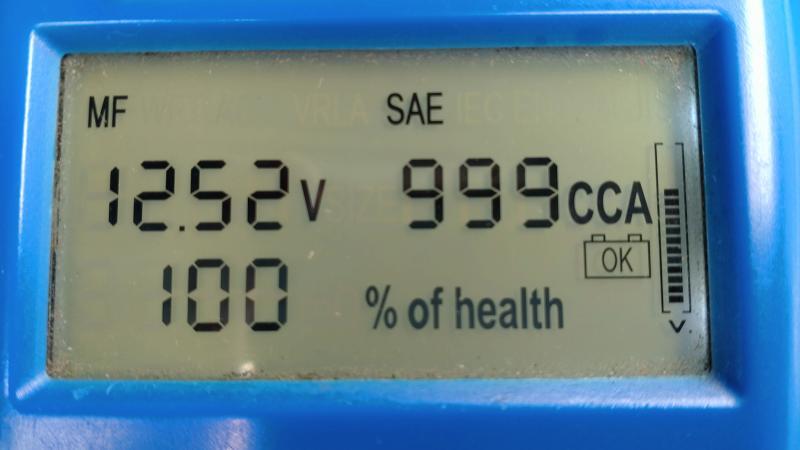 MF SAE
12.52 V 999 CCA
OK
100 % of health
V.